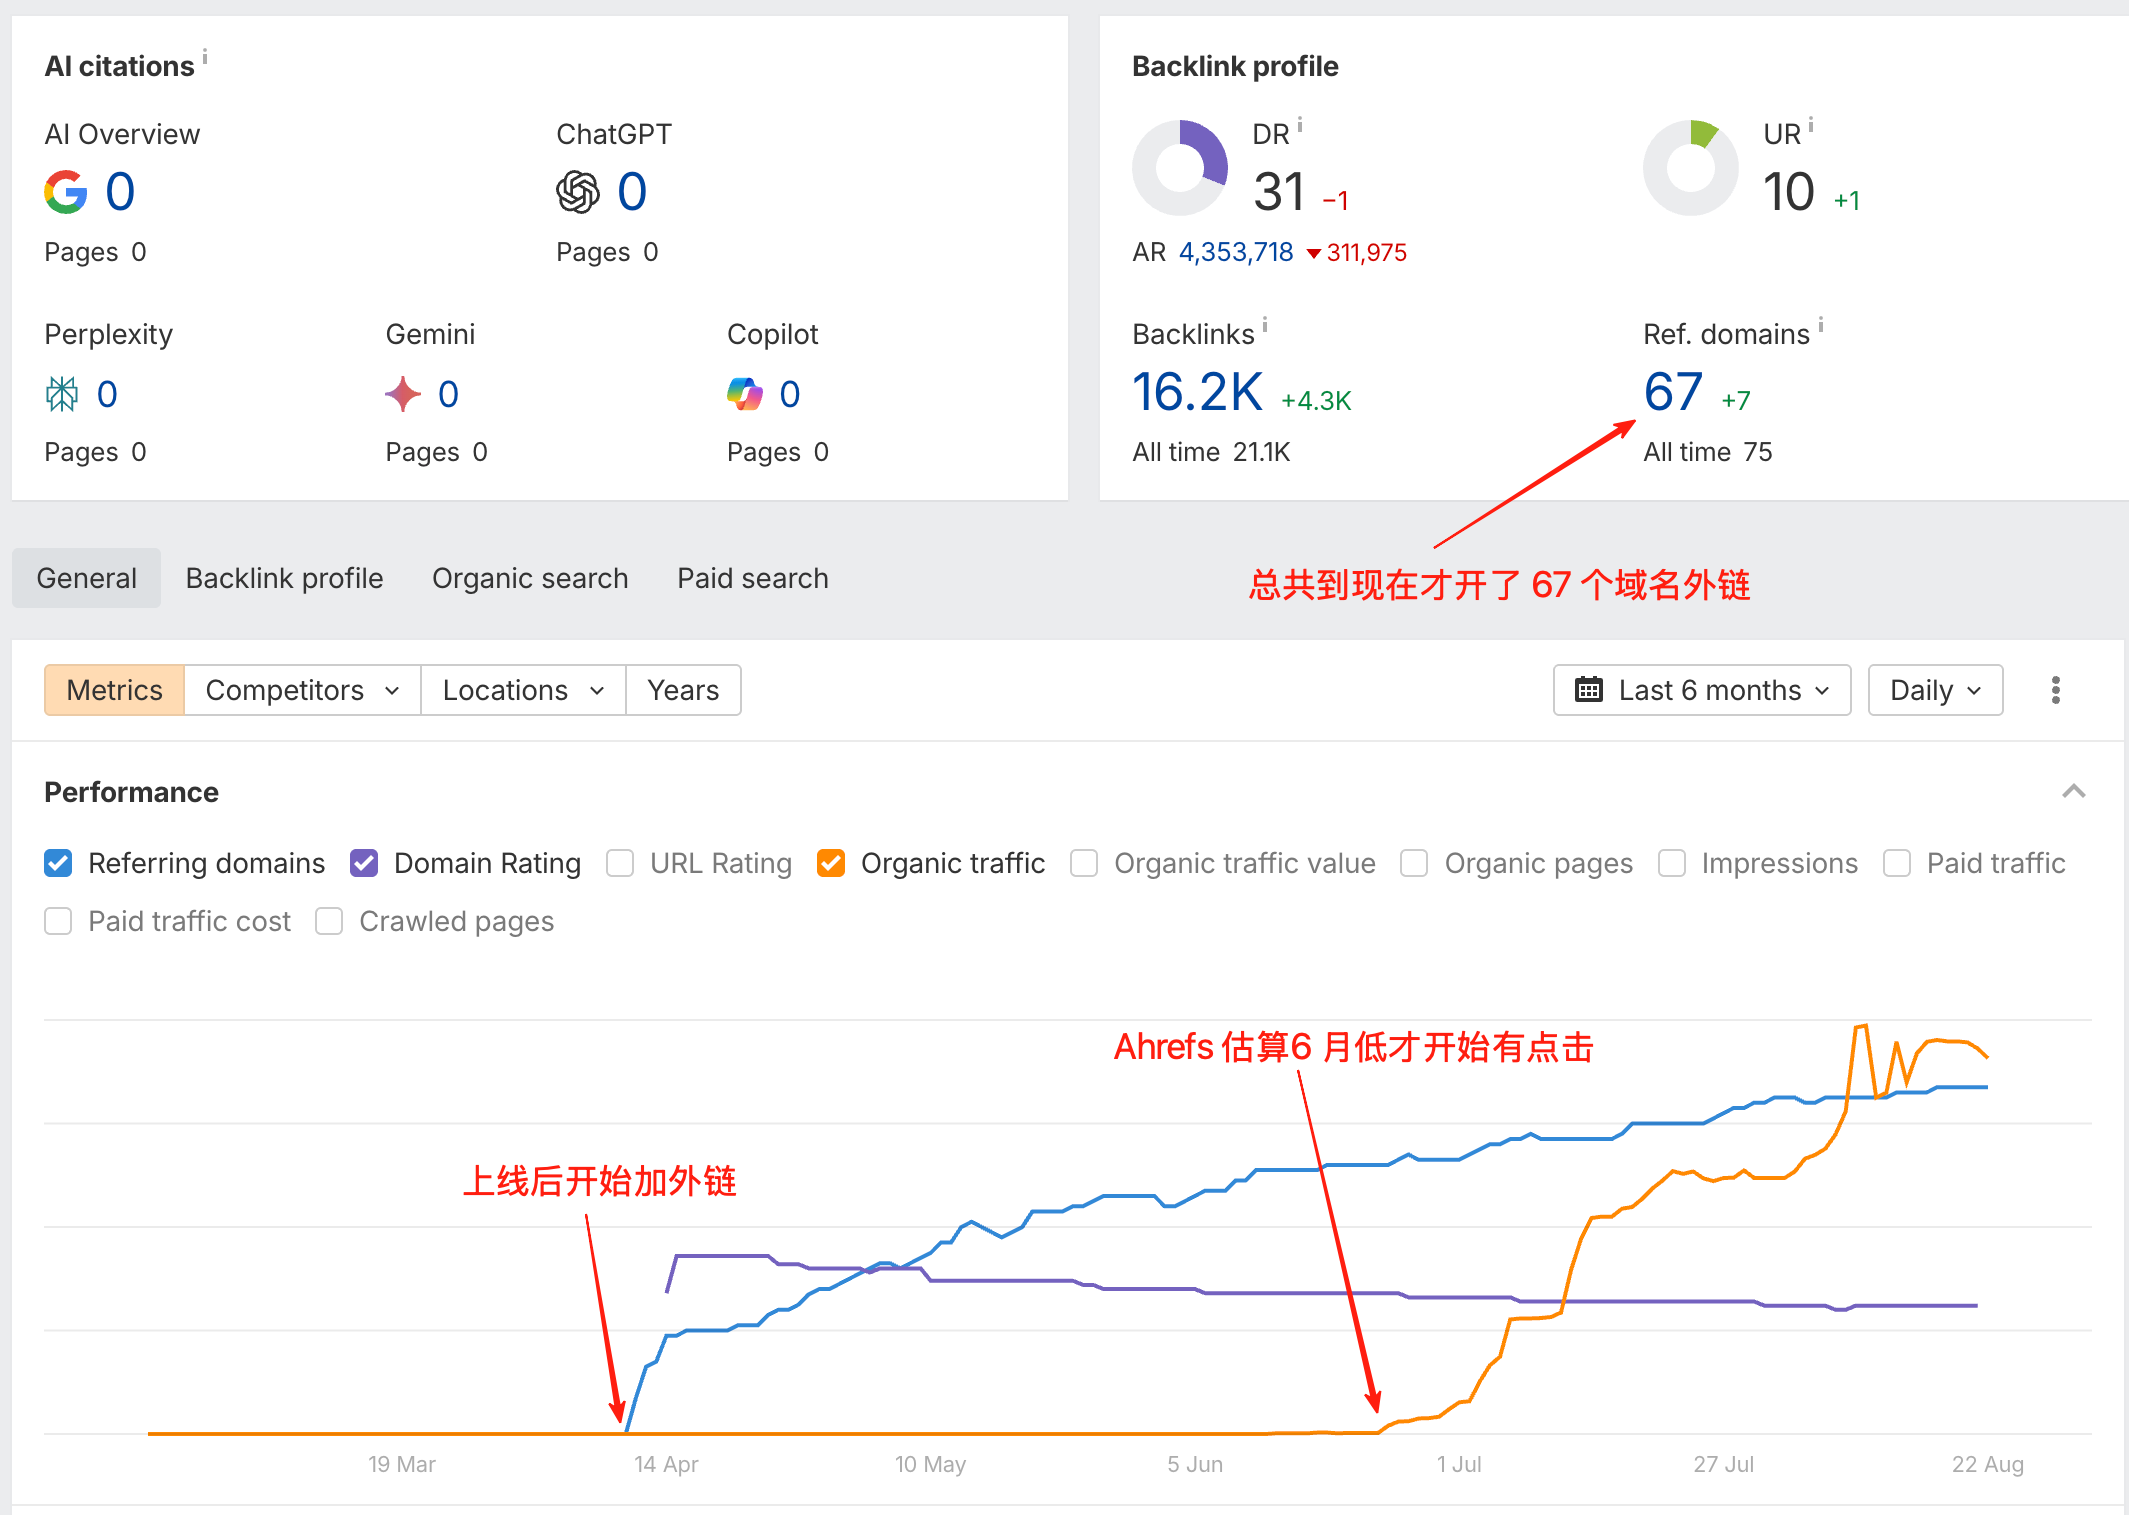 AI citations i
AI Overview
0
Pages 0
ChatGPT
0
Pages 0
Perplexity
0
Pages 0
Gemini
0
Pages 0
Copilot
0
Pages 0
Backlink profile
DR i
31 −1
AR 4,353,718 ▼311,975
UR i
10 +1
Backlinks i
16.2K +4.3K
All time 21.1K
Ref. domains i
67 +7
All time 75
总共到现在才开了 67 个域名外链
General Backlink profile Organic search Paid search
Metrics Competitors Locations Years
Last 6 months Daily
Performance
Referring domains Domain Rating URL Rating Organic traffic Organic traffic value Organic pages Impressions Paid traffic
Paid traffic cost Crawled pages
Ahrefs 估算6 月低才开始有点击
上线后开始加外链
19 Mar 14 Apr 10 May 5 Jun 1 Jul 27 Jul 22 Aug